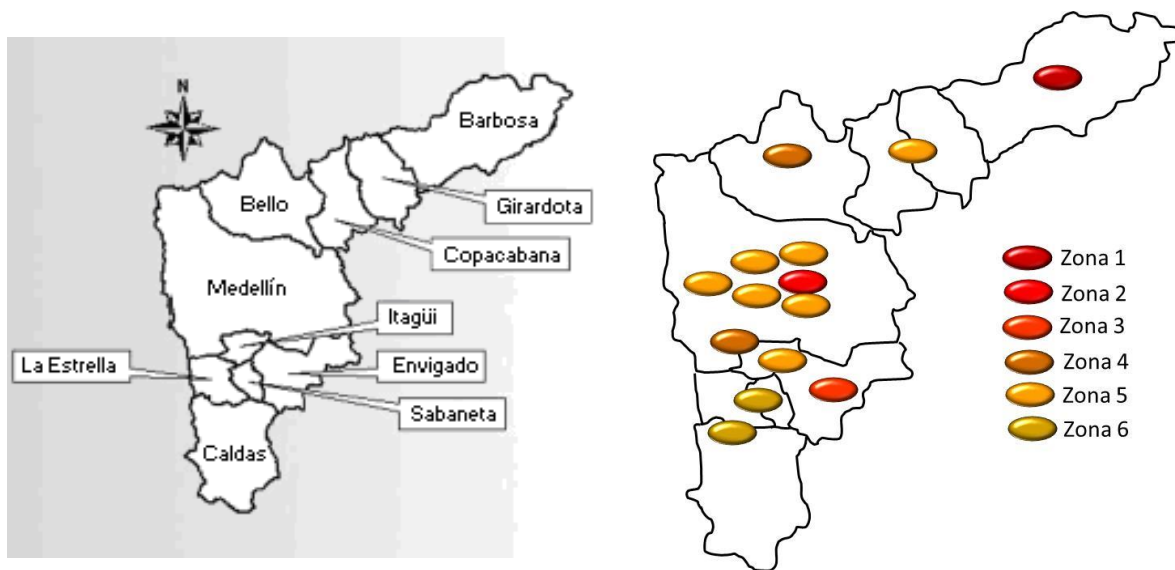 N
Barbosa
Bello
Girardota
Copacabana
Medellín
Itagüi
La Estrella
Envigado
Sabaneta
Caldas
Zona 1
Zona 2
Zona 3
Zona 4
Zona 5
Zona 6